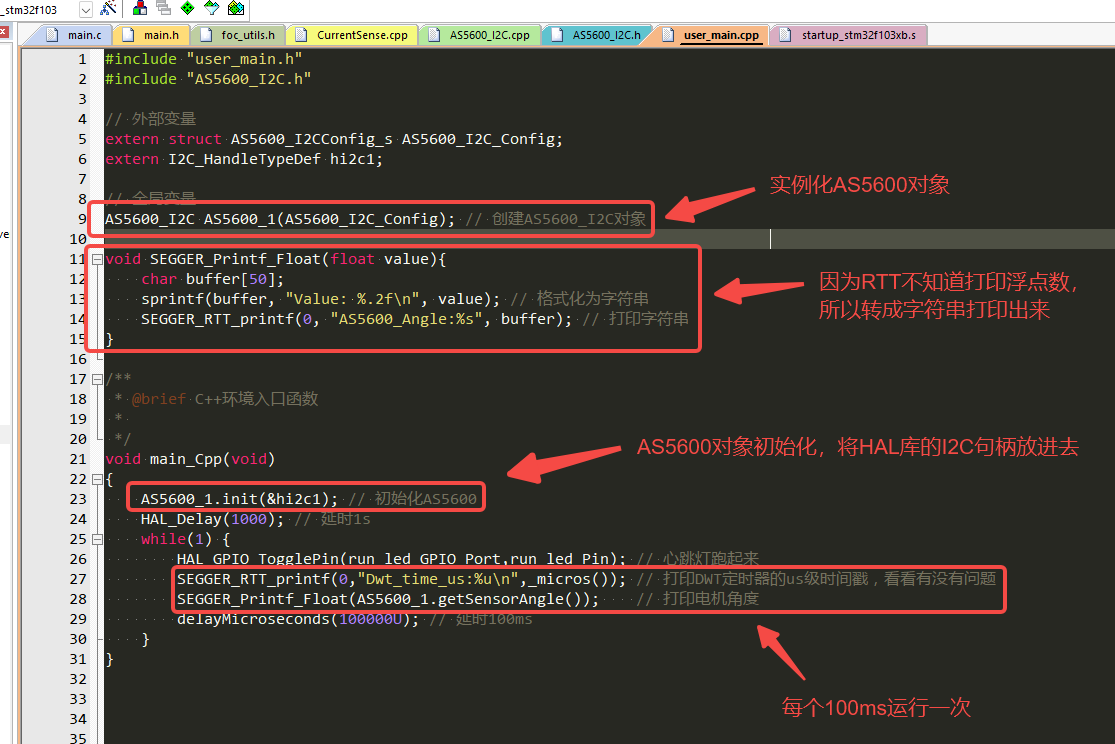 _stm32f103
main.c
main.h
foc_utils.h
CurrentSense.cpp
AS5600_I2C.cpp
AS5600_I2C.h
user_main.cpp
startup_stm32f103xb.s
ve
1 #include "user_main.h"
2 #include "AS5600_I2C.h"
3
4 // 外部变量
5 extern struct AS5600_I2CConfig_s AS5600_I2C_Config;
6 extern I2C_HandleTypeDef hi2c1;
7
8 // 全局变量
实例化AS5600对象
9 AS5600_I2C AS5600_1(AS5600_I2C_Config); // 创建AS5600_I2C对象
10
11 void SEGGER_Printf_Float(float value){
12 char buffer[50];
因为RTT不知道打印浮点数，
13 sprintf(buffer, "Value: %.2f\n", value); // 格式化为字符串
所以转成字符串打印出来
14 SEGGER_RTT_printf(0, "AS5600_Angle:%s", buffer); // 打印字符串
15 }
16
17 /**
18 * @brief C++环境入口函数
19 *
20 */
AS5600对象初始化，将HAL库的I2C句柄放进去
21 void main_Cpp(void)
22 {
23 AS5600_1.init(&hi2c1); // 初始化AS5600
24 HAL_Delay(1000); // 延时1s
25 while(1) {
26 HAL_GPIO_TogglePin(run_led_GPIO_Port,run_led_Pin); // 心跳灯跑起来
27 SEGGER_RTT_printf(0,"Dwt_time_us:%u\n",_micros()); // 打印DWT定时器的us级时间戳，看看有没有问题
28 SEGGER_Printf_Float(AS5600_1.getSensorAngle()); // 打印电机角度
29 delayMicroseconds(100000U); // 延时100ms
30 }
31 }
32
33
每个100ms运行一次
34
35